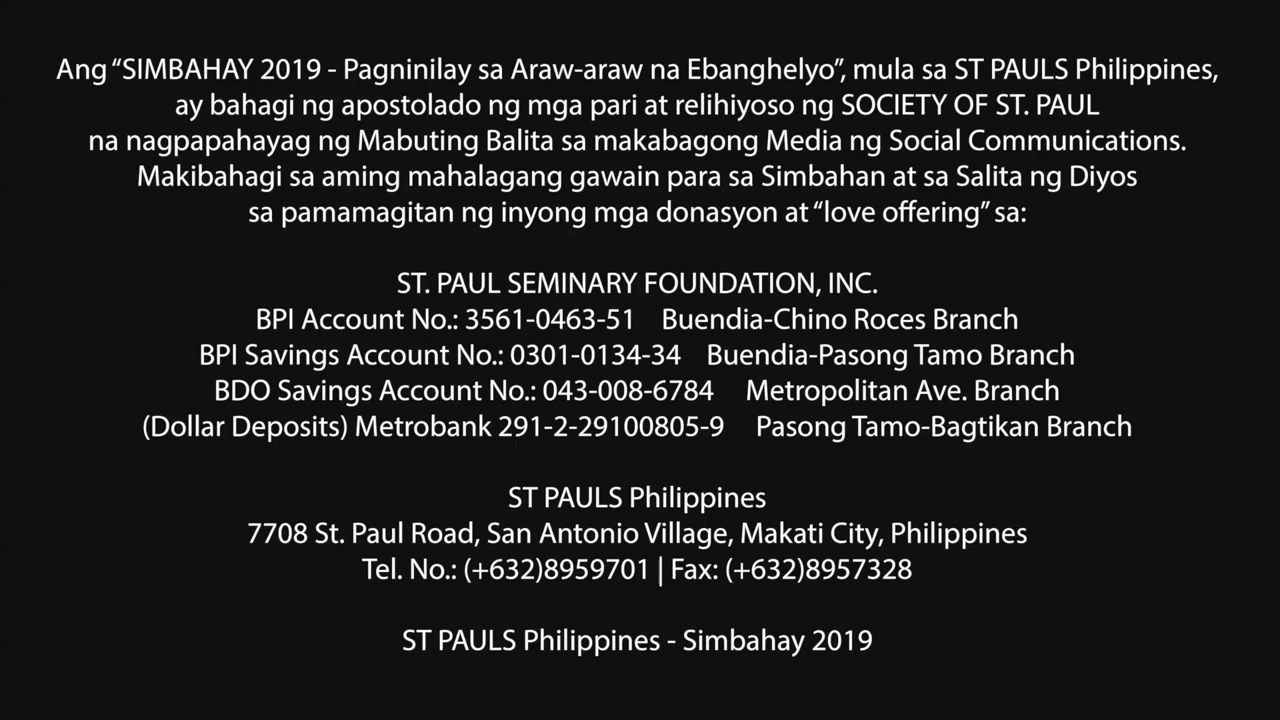 Ang “SIMBAHAY 2019 - Pagninilay sa Araw-araw na Ebanghelyo”, mula sa ST PAULS Philippines,
ay bahagi ng apostolado ng mga pari at relihiyoso ng SOCIETY OF ST. PAUL
na nagpapahayag ng Mabuting Balita sa makabagong Media ng Social Communications.
Makibahagi sa aming mahalagang gawain para sa Simbahan at sa Salita ng Diyos
sa pamamagitan ng inyong mga donasyon at “love offering” sa:
ST. PAUL SEMINARY FOUNDATION, INC.
BPI Account No.: 3561-0463-51 Buendia-Chino Roces Branch
BPI Savings Account No.: 0301-0134-34 Buendia-Pasong Tamo Branch
BDO Savings Account No.: 043-008-6784 Metropolitan Ave. Branch
(Dollar Deposits) Metrobank 291-2-29100805-9 Pasong Tamo-Bagtikan Branch
ST PAULS Philippines
7708 St. Paul Road, San Antonio Village, Makati City, Philippines
Tel. No.: (+632)8959701 | Fax: (+632)8957328
ST PAULS Philippines - Simbahay 2019